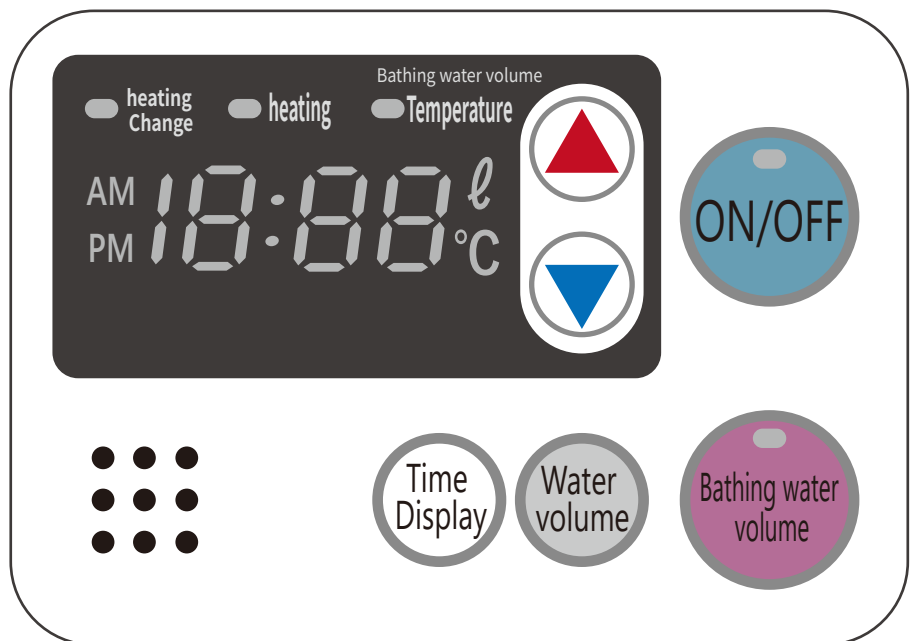 Bathing water volume
heating
Change
heating
Temperature
AM
18:88
ℓ
PM
°C
ON/OFF
Time
Display
Water
volume
Bathing water
volume